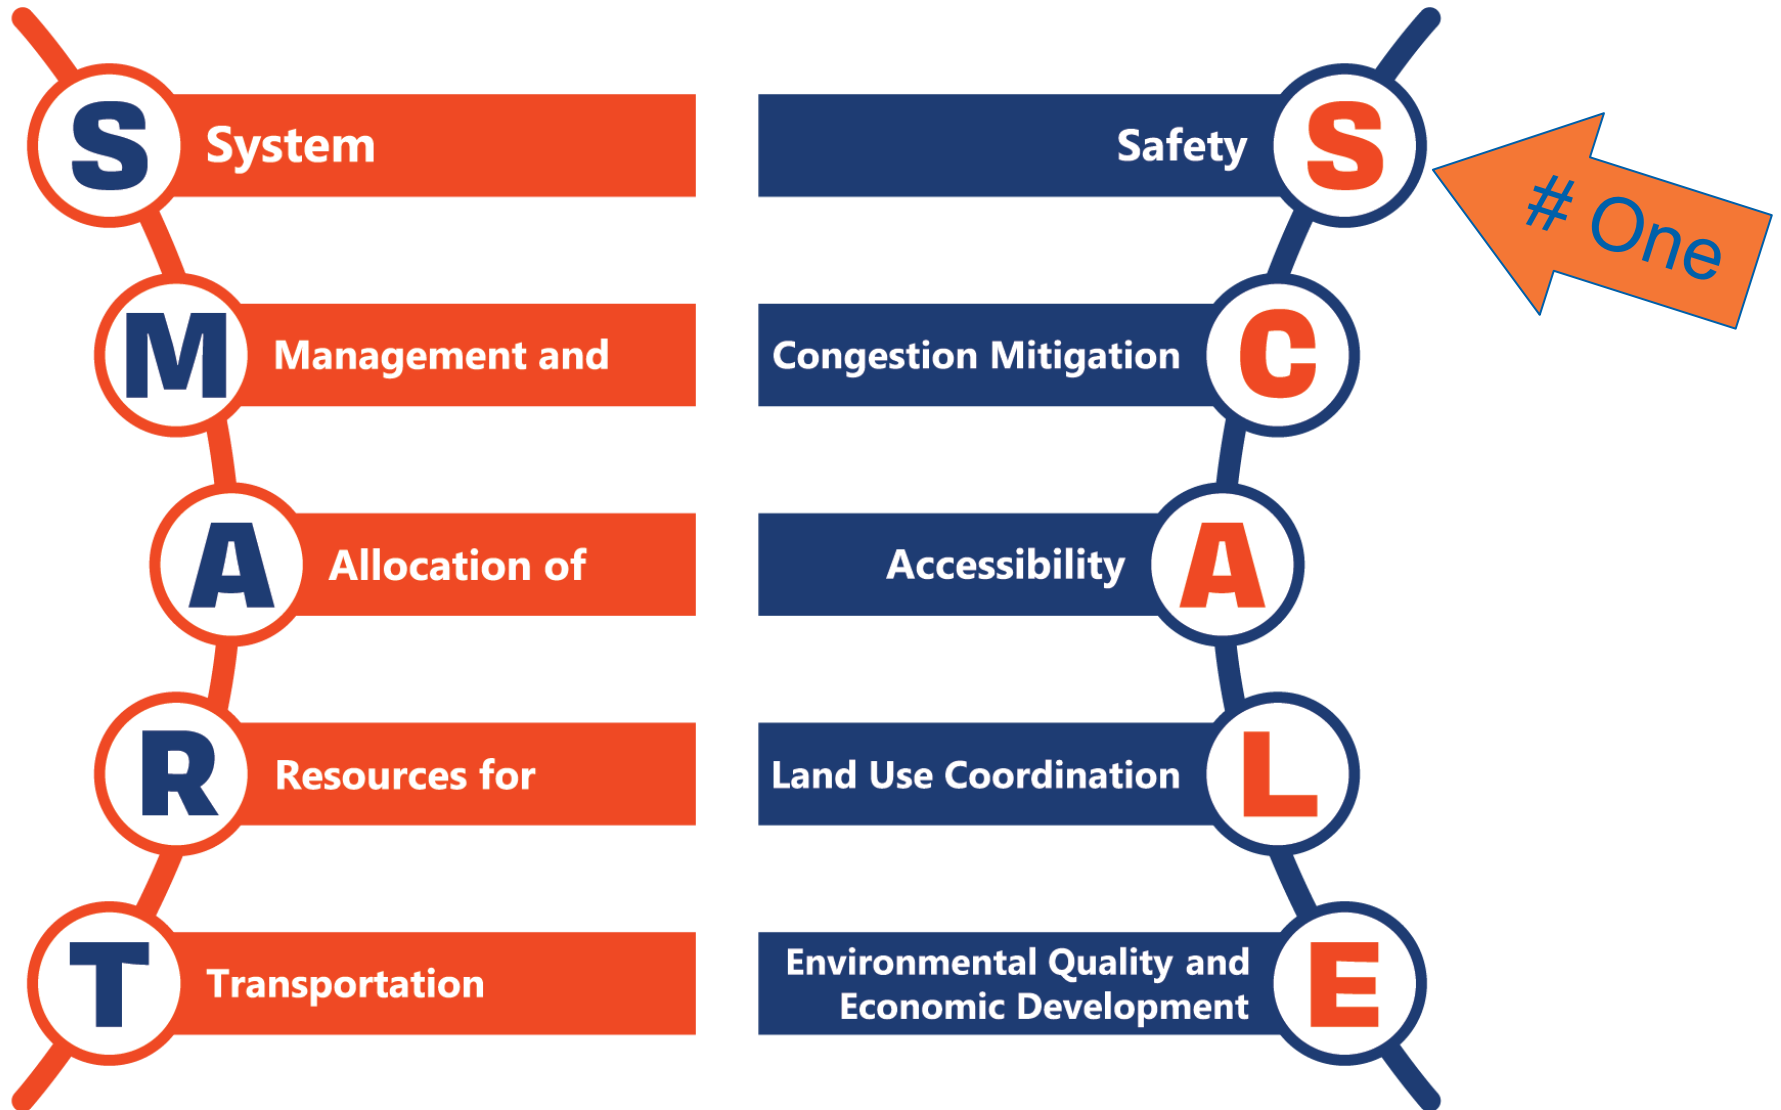 S System
M Management and
A Allocation of
R Resources for
T Transportation
Safety S
# One
Congestion Mitigation C
Accessibility A
Land Use Coordination L
Environmental Quality and
Economic Development E